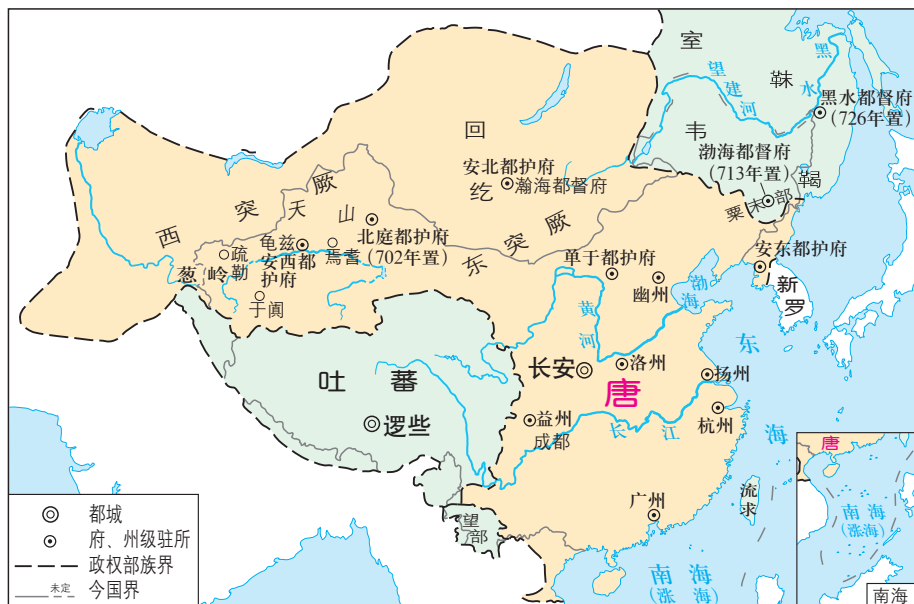 室
韦
黑
水
靺
鞨
望
建
河
黑水都督府
（726年置）
渤海都督府
（713年置）
粟末部
回
纥
安北都护府
瀚海都督府
西
突
厥
天
山
东
突
厥
北庭都护府
（702年置）
龟兹
焉耆
疏
勒
安西都
护府
葱
岭
于阗
单于都护府
幽州
渤
海
安东都护府
新
罗
黄
河
长安
洛州
唐
扬州
杭州
东
海
吐
蕃
逻些
益州
成都
长
江
流
求
广州
望
部
南
海
（涨海）
都城
府、州级驻所
政权部族界
未定
今国界
唐
南海
（涨海）
南海